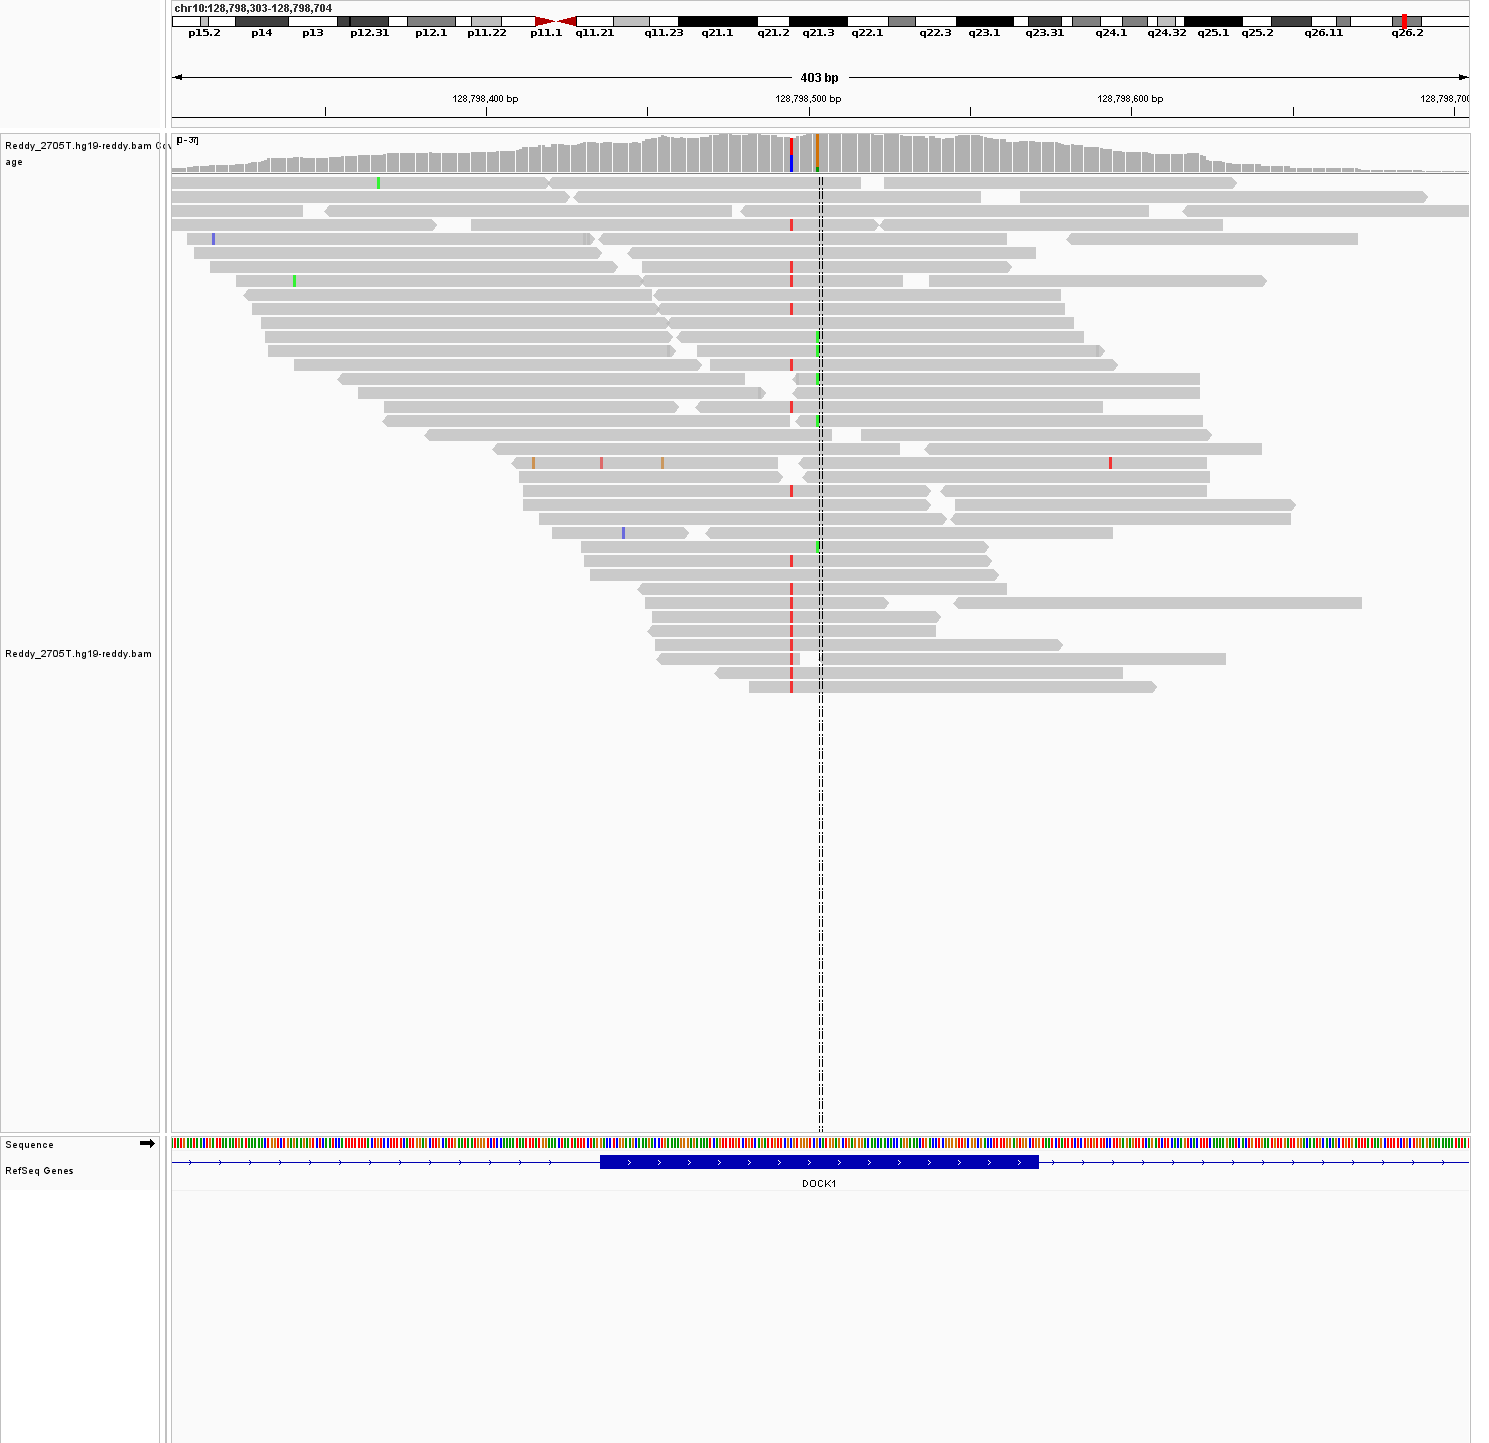 chr10:128,798,303-128,798,704
p15.2 p14 p13 p12.31 p12.1 p11.22 p11.1 q11.21 q11.23 q21.1 q21.2 q21.3 q22.1 q22.3 q23.1 q23.31 q24.1 q24.32 q25.1 q25.2 q26.11 q26.2
403 bp
128,798,400 bp 128,798,500 bp 128,798,600 bp 128,798,700
[0 - 37]
Reddy_2705T.hg19-reddy.bam Cov
age
Reddy_2705T.hg19-reddy.bam
Sequence
RefSeq Genes
DOCK1